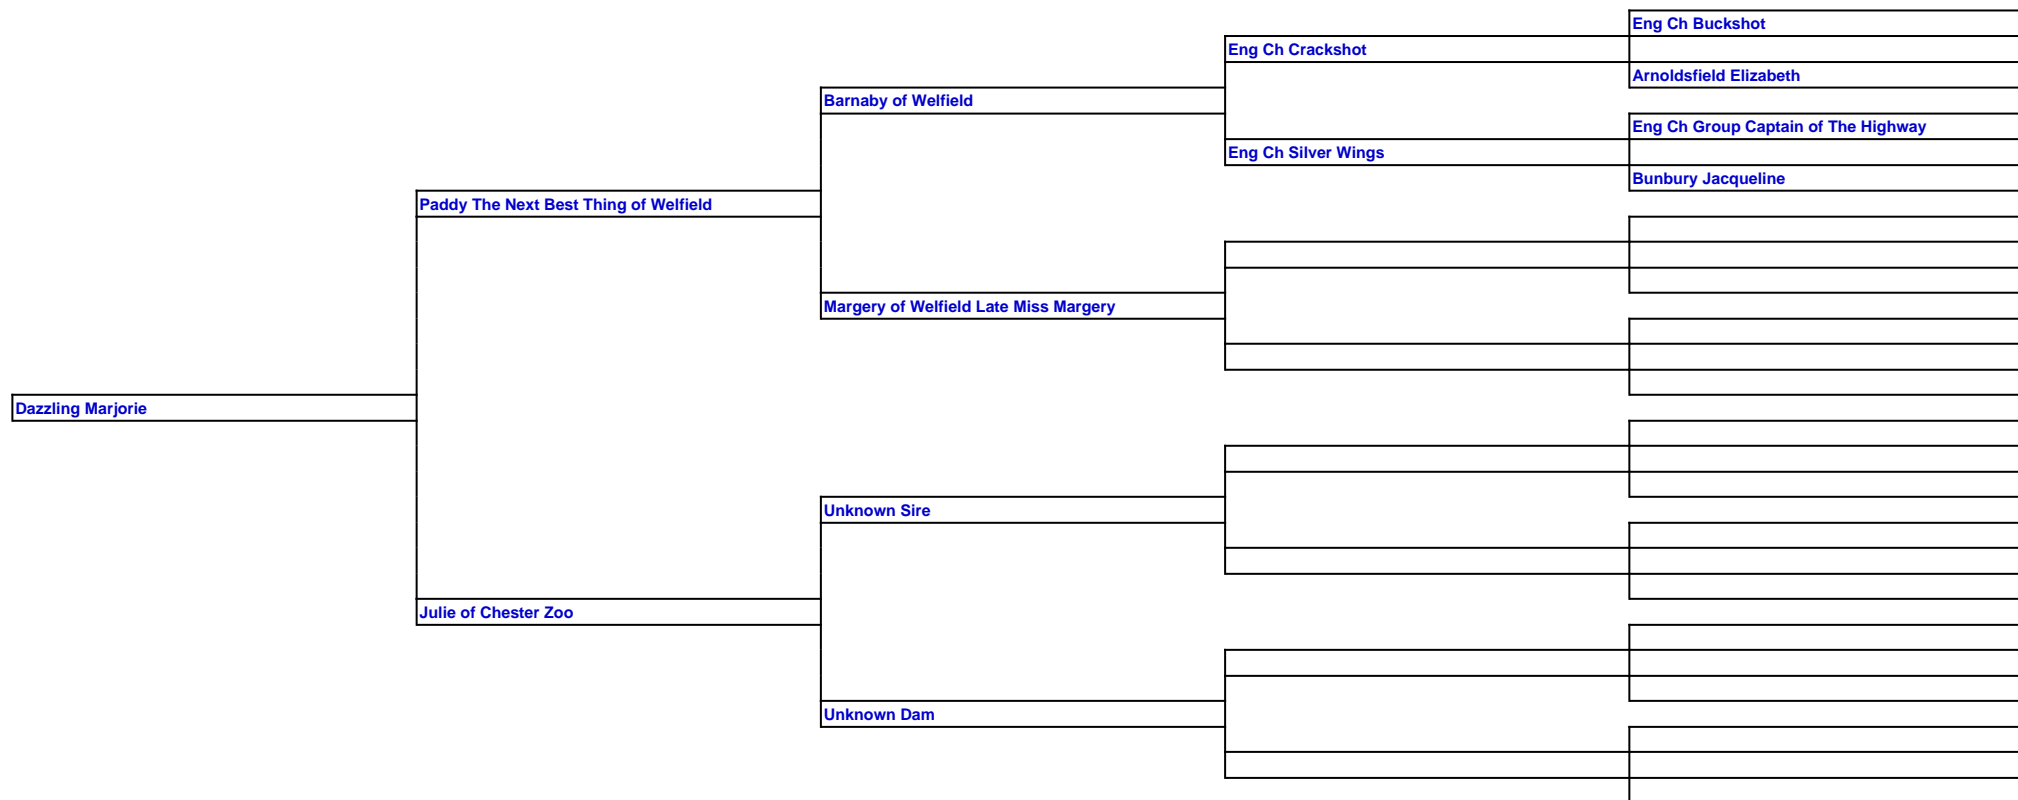 Eng Ch Buckshot
Eng Ch Crackshot
Arnoldsfield Elizabeth
Barnaby of Welfield
Eng Ch Group Captain of The Highway
Eng Ch Silver Wings
Bunbury Jacqueline
Paddy The Next Best Thing of Welfield
Margery of Welfield Late Miss Margery
Dazzling Marjorie
Unknown Sire
Julie of Chester Zoo
Unknown Dam